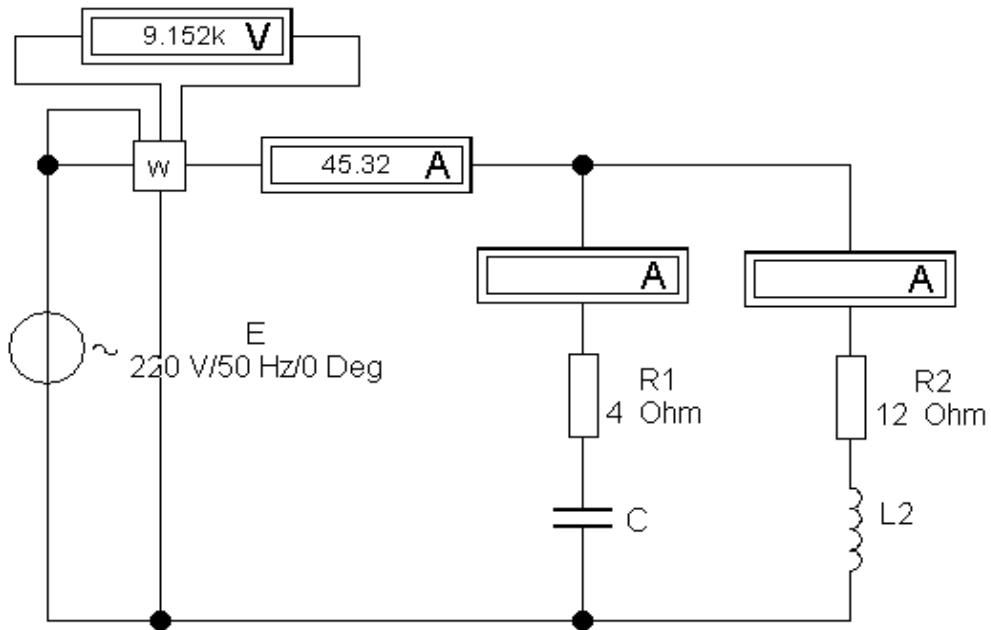 9.152k V
W
45.32 A
A
A
E
~ 220 V/50 Hz/0 Deg
R1
4 Ohm
R2
12 Ohm
C
L2